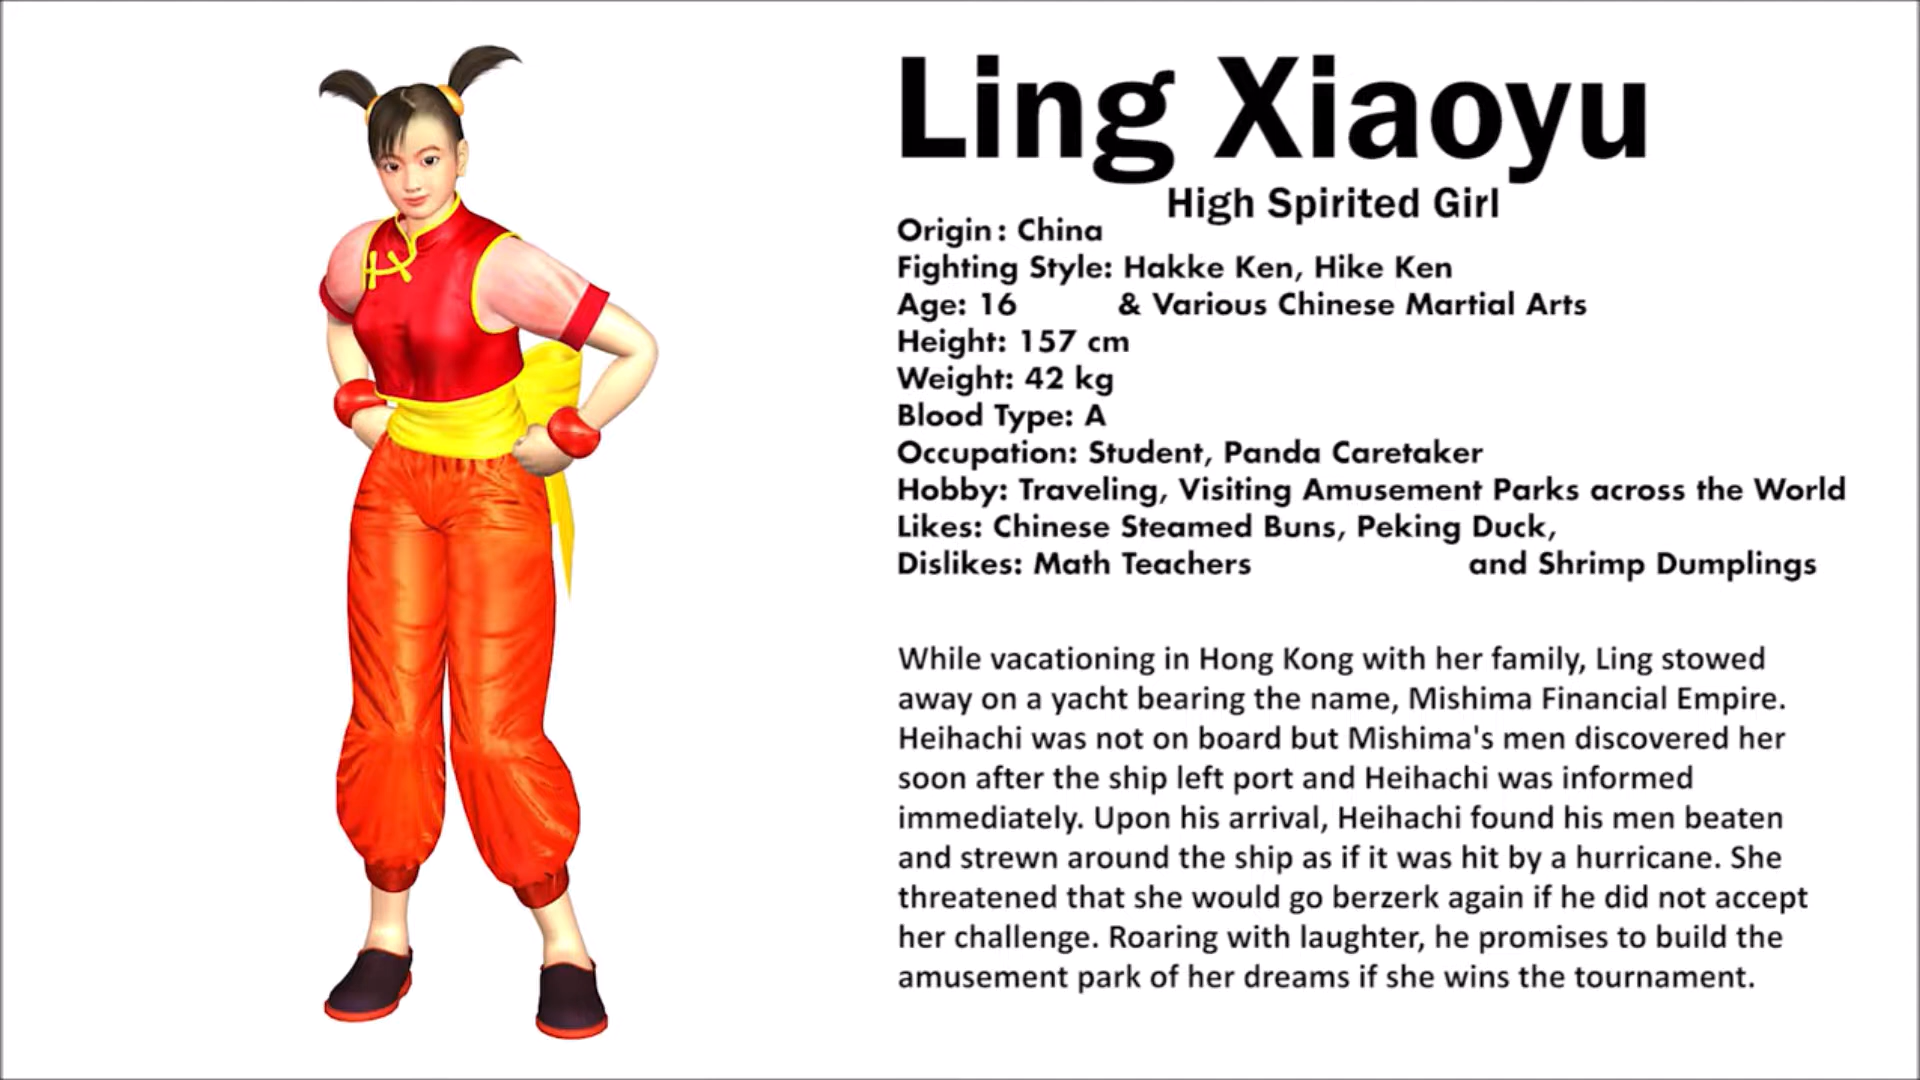 Ling Xiaoyu
High Spirited Girl
Origin: China
Fighting Style: Hakke Ken, Hike Ken
Age: 16 & Various Chinese Martial Arts
Height: 157 cm
Weight: 42 kg
Blood Type: A
Occupation: Student, Panda Caretaker
Hobby: Traveling, Visiting Amusement Parks across the World
Likes: Chinese Steamed Buns, Peking Duck,
Dislikes: Math Teachers and Shrimp Dumplings
While vacationing in Hong Kong with her family, Ling stowed
away on a yacht bearing the name, Mishima Financial Empire.
Heihachi was not on board but Mishima's men discovered her
soon after the ship left port and Heihachi was informed
immediately. Upon his arrival, Heihachi found his men beaten
and strewn around the ship as if it was hit by a hurricane. She
threatened that she would go berzerk again if he did not accept
her challenge. Roaring with laughter, he promises to build the
amusement park of her dreams if she wins the tournament.